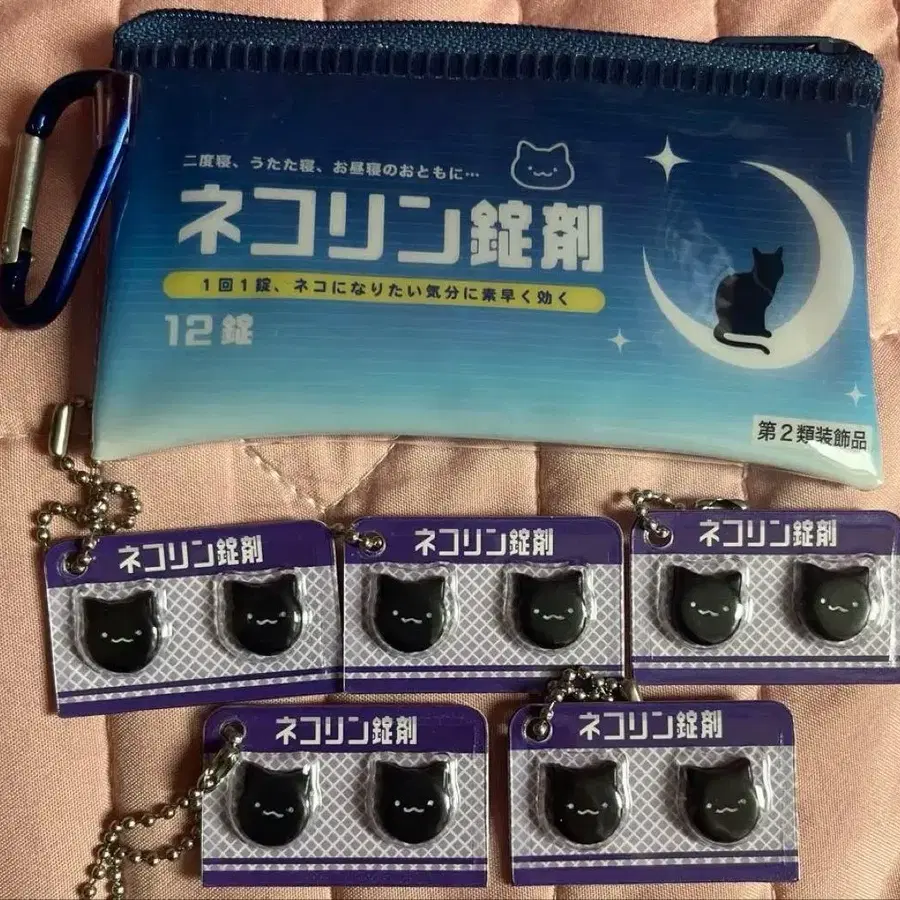 二度寝、うたた寝、お昼寝のおともに…
ネコリン錠剤
1回1錠、ネコになりたい気分に素早く効く
12錠
第2類装飾品
ネコリン錠剤
ネコリン錠剤
ネコリン錠剤
ネコリン錠剤
ネコリン錠剤